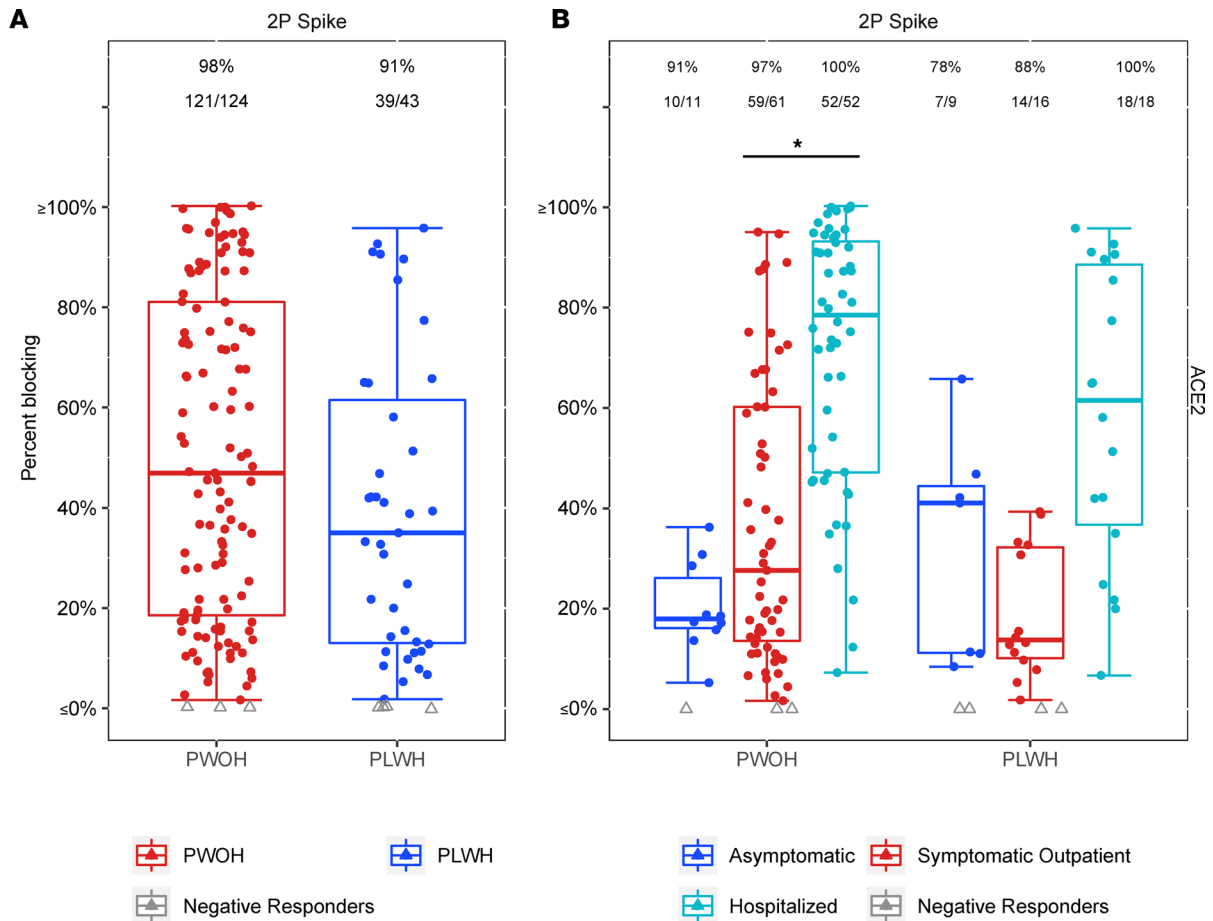 A
2P Spike
98%
91%
121/124
39/43
≥100%
80%
60%
40%
20%
≤0%
Percent blocking
PWOH
PLWH
PWOH
PLWH
Negative Responders
B
2P Spike
91%
97%
100%
78%
88%
100%
10/11
59/61
52/52
7/9
14/16
18/18
*
≥100%
80%
60%
40%
20%
≤0%
ACE2
PWOH
PLWH
Asymptomatic
Symptomatic Outpatient
Hospitalized
Negative Responders